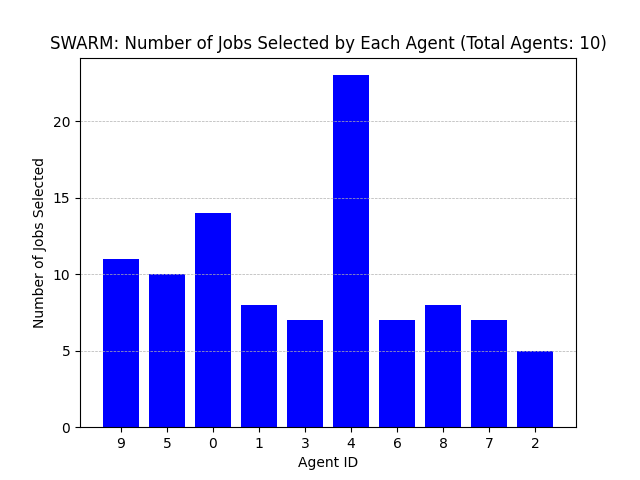 SWARM: Number of Jobs Selected by Each Agent (Total Agents: 10)
Number of Jobs Selected
20
15
10
5
0
9 5 0 1 3 4 6 8 7 2
Agent ID